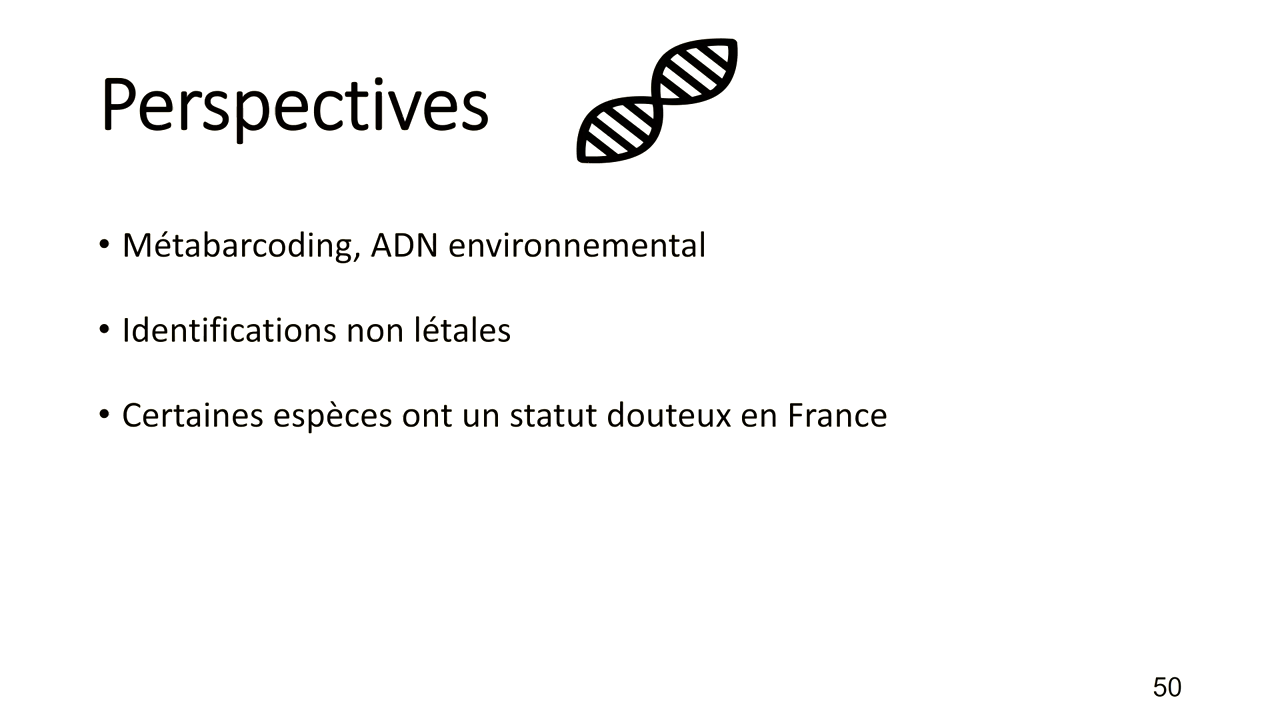 Perspectives
• Métabarcoding, ADN environnemental
• Identifications non létales
• Certaines espèces ont un statut douteux en France
50